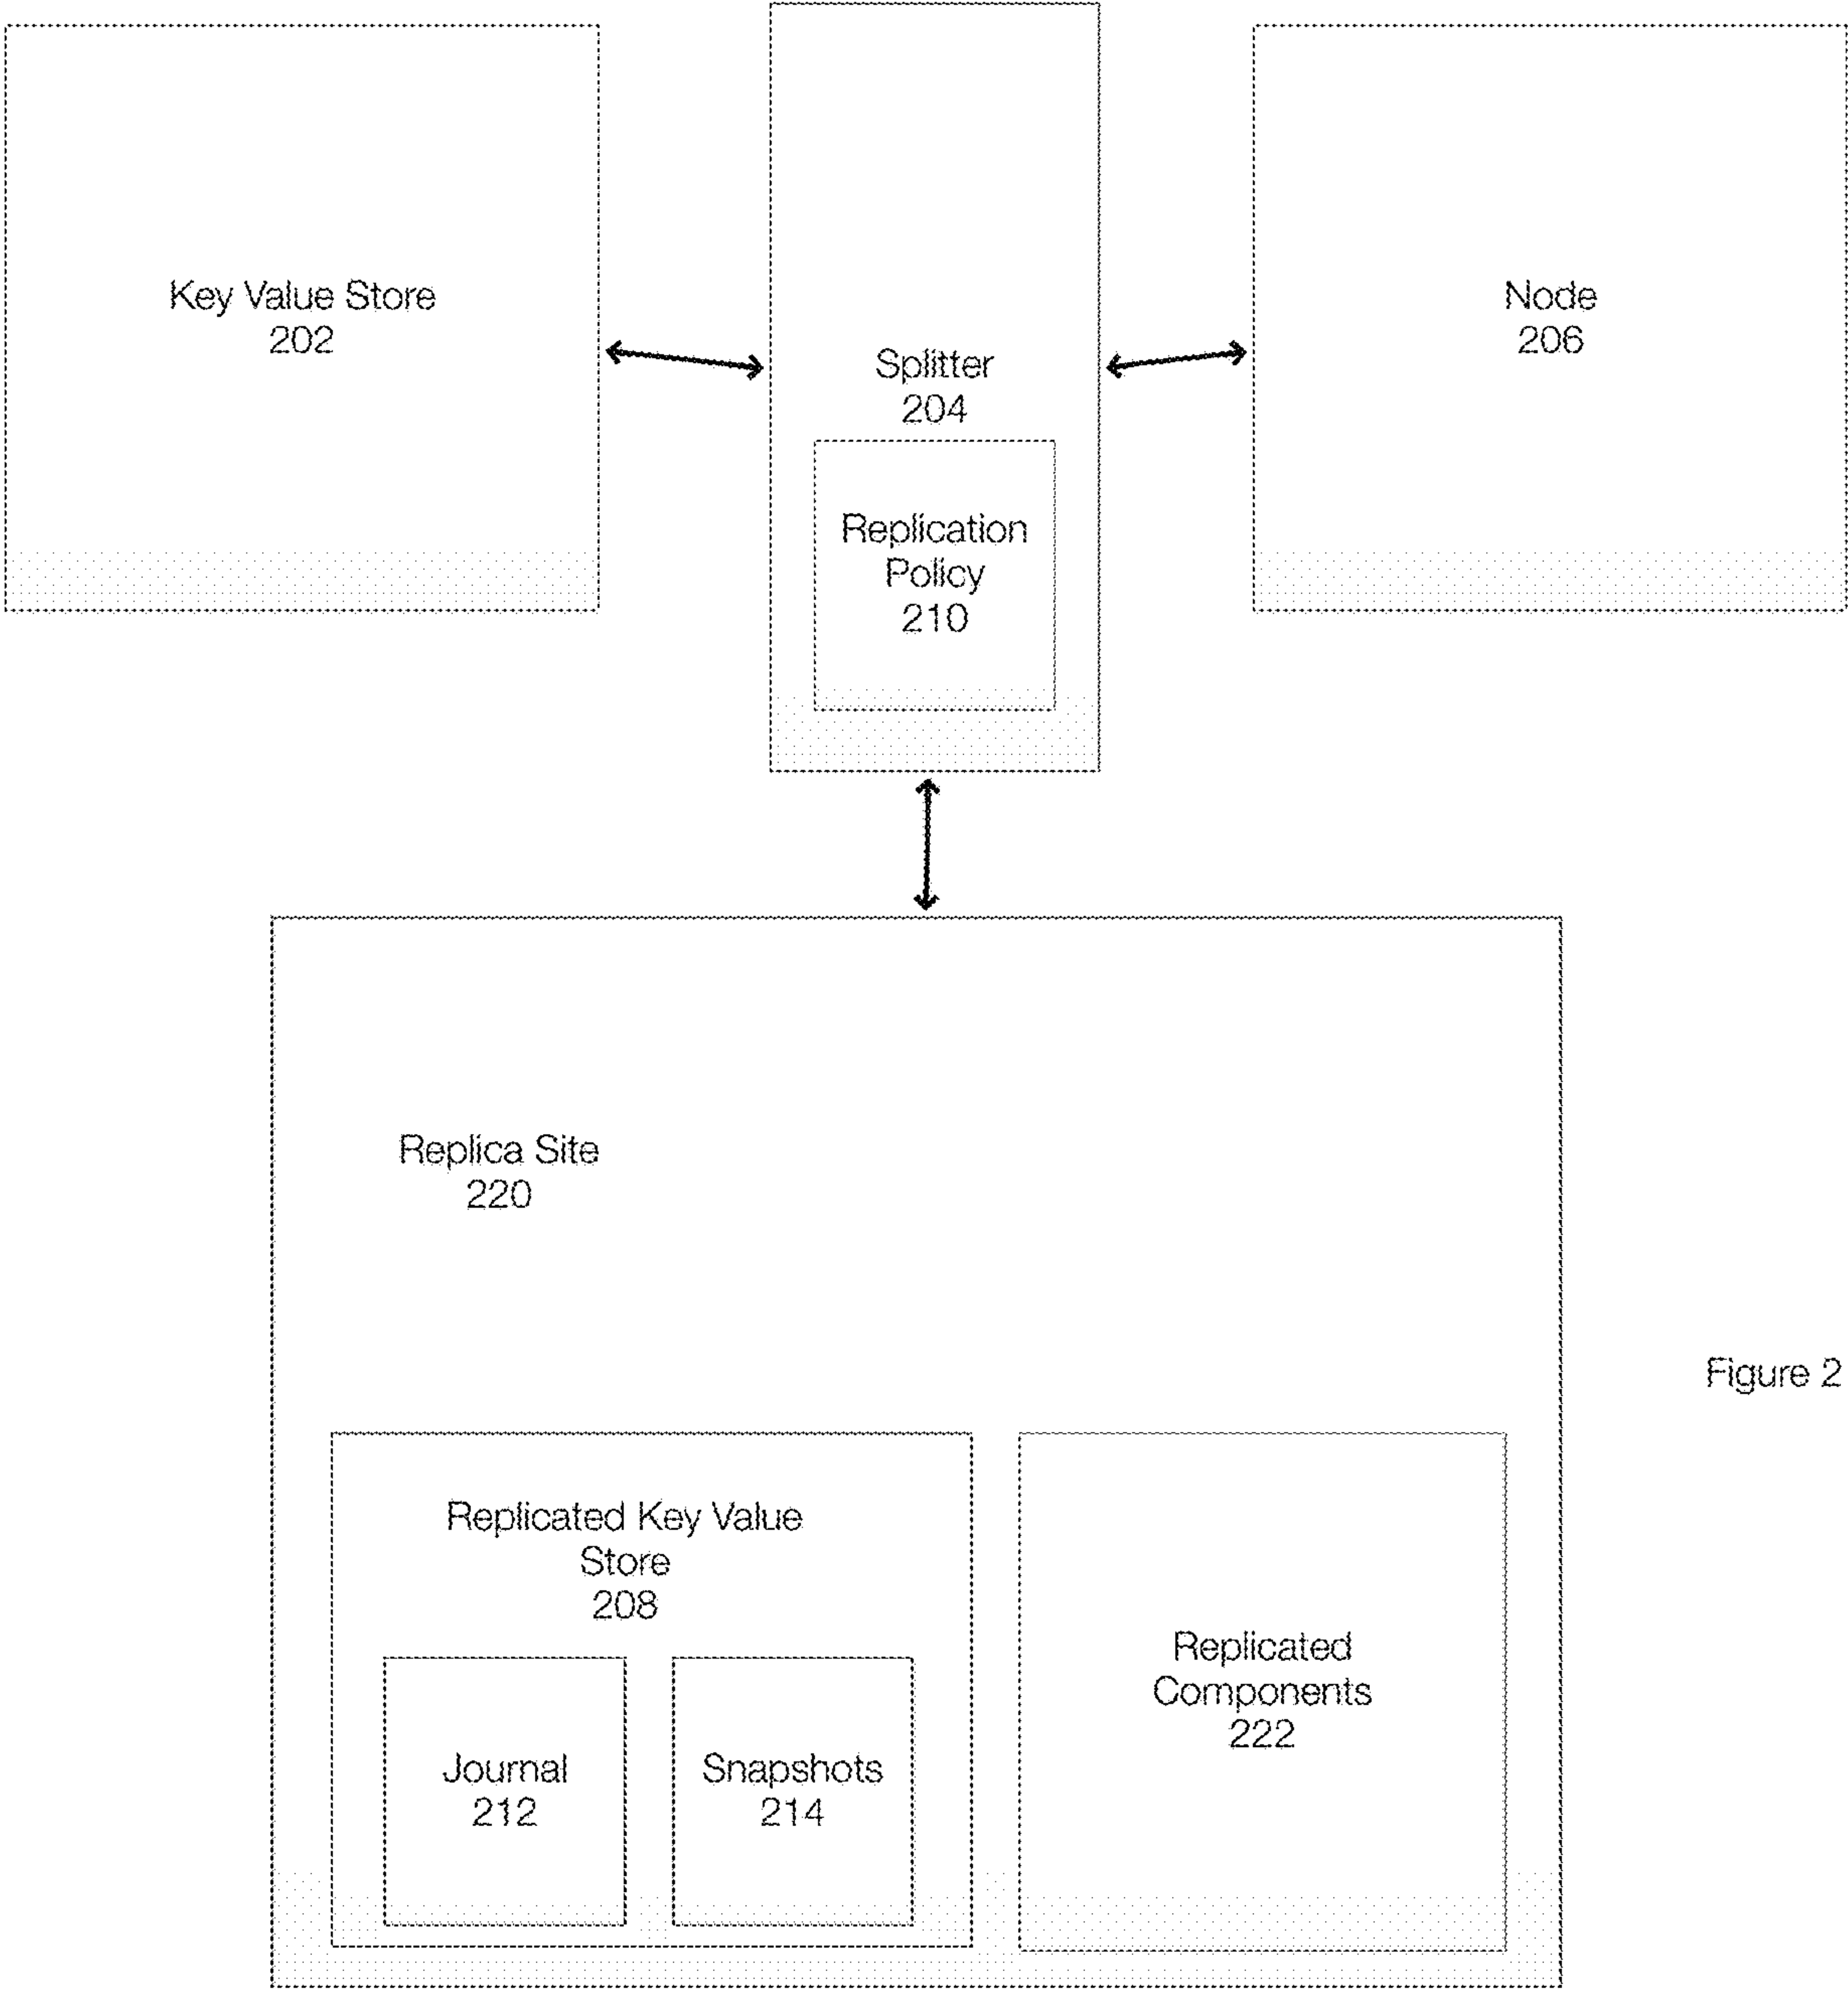 Key Value Store
202
Splitter
204
Replication
Policy
210
Node
206
Replica Site
220
Replicated Key Value
Store
208
Journal
212
Snapshots
214
Replicated
Components
222
Figure 2